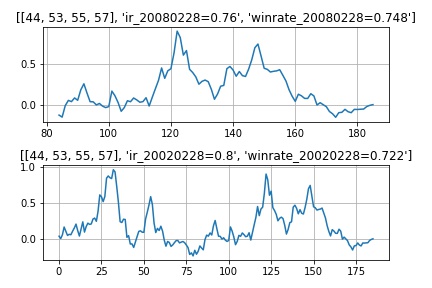 [[44, 53, 55, 57], 'ir_20080228=0.76', 'winrate_20080228=0.748']
0.5
0.0
80 100 120 140 160 180
[[44, 53, 55, 57], 'ir_20020228=0.8', 'winrate_20020228=0.722']
1.0
0.5
0.0
0 25 50 75 100 125 150 175